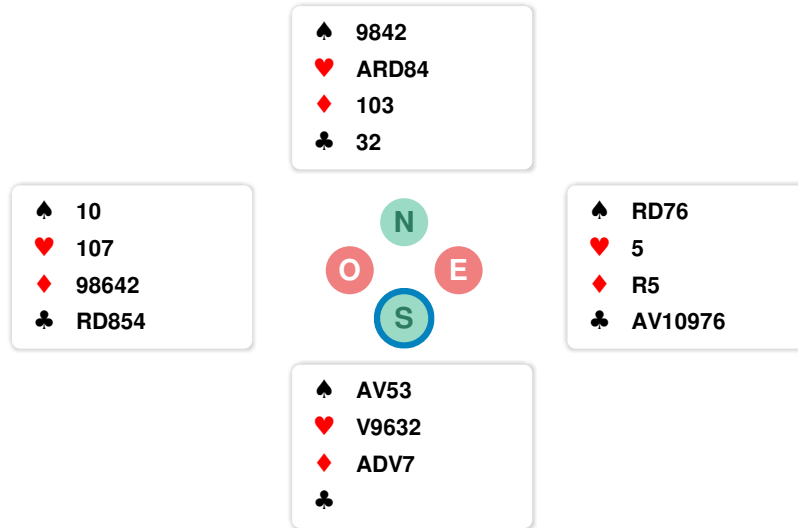 ♠ 9842
♥ ARD84
♦ 103
♣ 32
♠ 10
♥ 107
♦ 98642
♣ RD854
N
O E
S
♠ RD76
♥ 5
♦ R5
♣ AV10976
♠ AV53
♥ V9632
♦ ADV7
♣